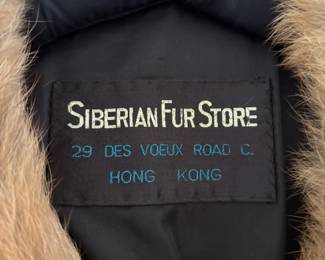 SIBERIAN FUR STORE
29 DES VOEUX ROAD C.
HONG KONG